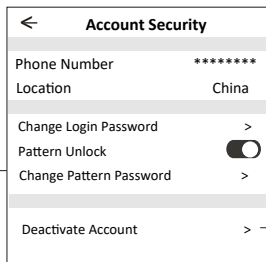 ← Account Security
Phone Number ********
Location China
Change Login Password >
Pattern Unlock
Change Pattern Password >
Deactivate Account >